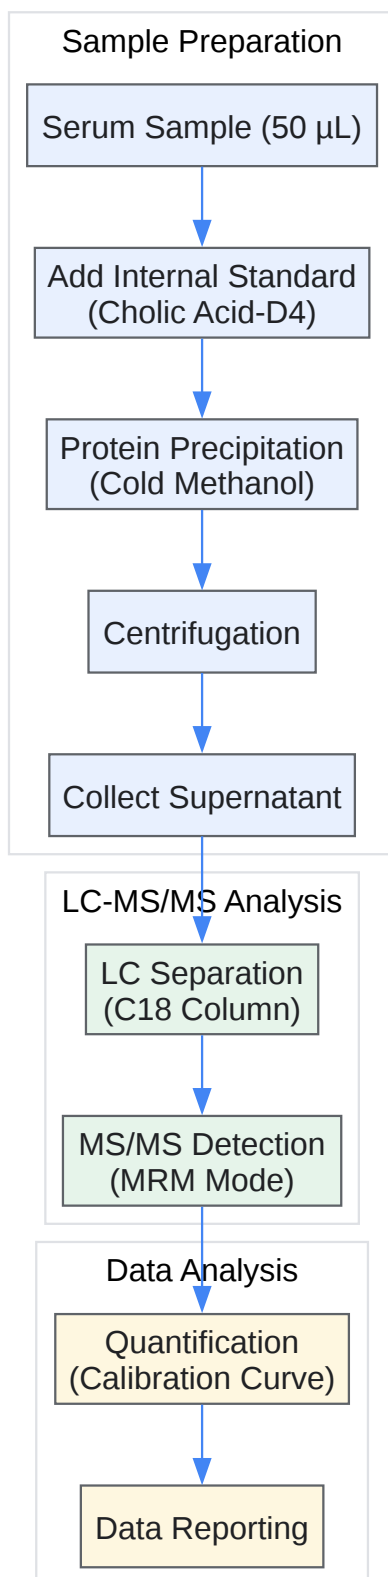 Sample Preparation
Serum Sample (50 µL)
Add Internal Standard
(Cholic Acid-D4)
Protein Precipitation
(Cold Methanol)
Centrifugation
Collect Supernatant
LC-MS/MS Analysis
LC Separation
(C18 Column)
MS/MS Detection
(MRM Mode)
Data Analysis
Quantification
(Calibration Curve)
Data Reporting